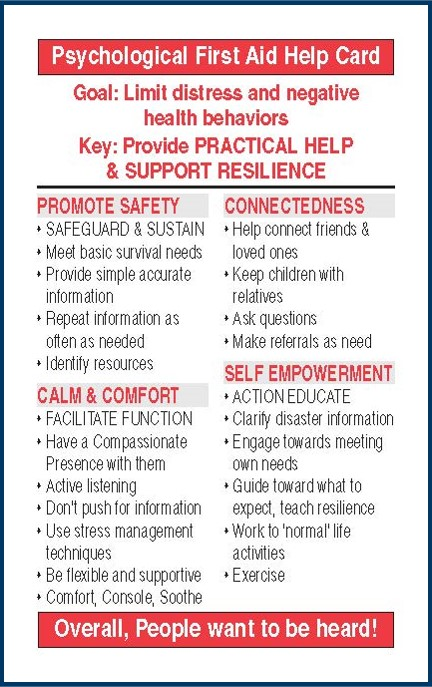 Psychological First Aid Help Card
Goal: Limit distress and negative
health behaviors
Key: Provide PRACTICAL HELP
& SUPPORT RESILIENCE
PROMOTE SAFETY
• SAFEGUARD & SUSTAIN
• Meet basic survival needs
• Provide simple accurate
information
• Repeat information as
often as needed
• Identify resources
CALM & COMFORT
• FACILITATE FUNCTION
• Have a Compassionate
Presence with them
• Active listening
• Don't push for information
• Use stress management
techniques
• Be flexible and supportive
• Comfort, Console, Soothe
CONNECTEDNESS
• Help connect friends &
loved ones
• Keep children with
relatives
• Ask questions
• Make referrals as need
SELF EMPOWERMENT
• ACTION EDUCATE
• Clarify disaster information
• Engage towards meeting
own needs
• Guide toward what to
expect, teach resilience
• Work to 'normal' life
activities
• Exercise
Overall, People want to be heard!